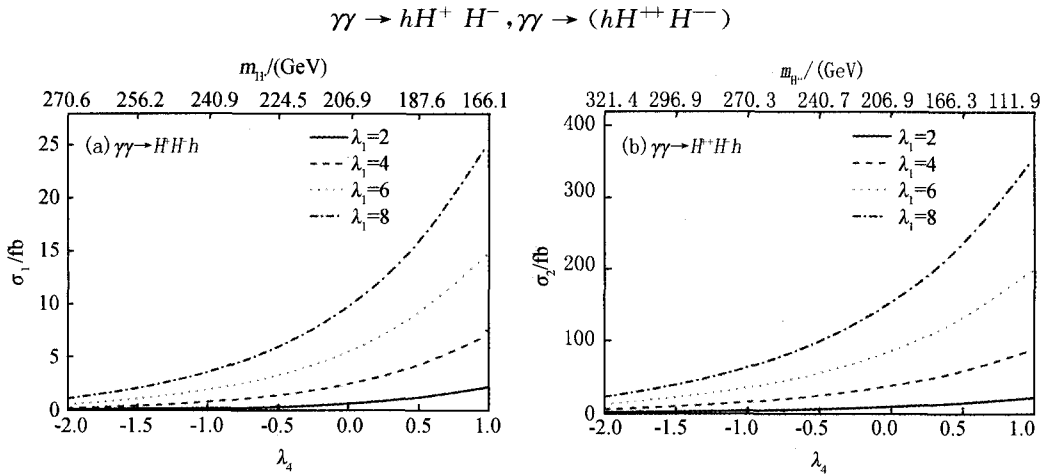 γγ → hH⁺ H⁻, γγ → (hH⁺⁺ H⁻⁻)
m_H·/(GeV)
270.6 256.2 240.9 224.5 206.9 187.6 166.1
(a) γγ→H⁺H⁻h
λ₁=2
λ₁=4
λ₁=6
λ₁=8
25
20
15
10
5
0
σ₁/fb
-2.0 -1.5 -1.0 -0.5 0.0 0.5 1.0
λ₄
m_H··/(GeV)
321.4 296.9 270.3 240.7 206.9 166.3 111.9
(b) γγ→H⁺⁺H⁻h
λ₁=2
λ₁=4
λ₁=6
λ₁=8
400
300
200
100
0
σ₂/fb
-2.0 -1.5 -1.0 -0.5 0.0 0.5 1.0
λ₄